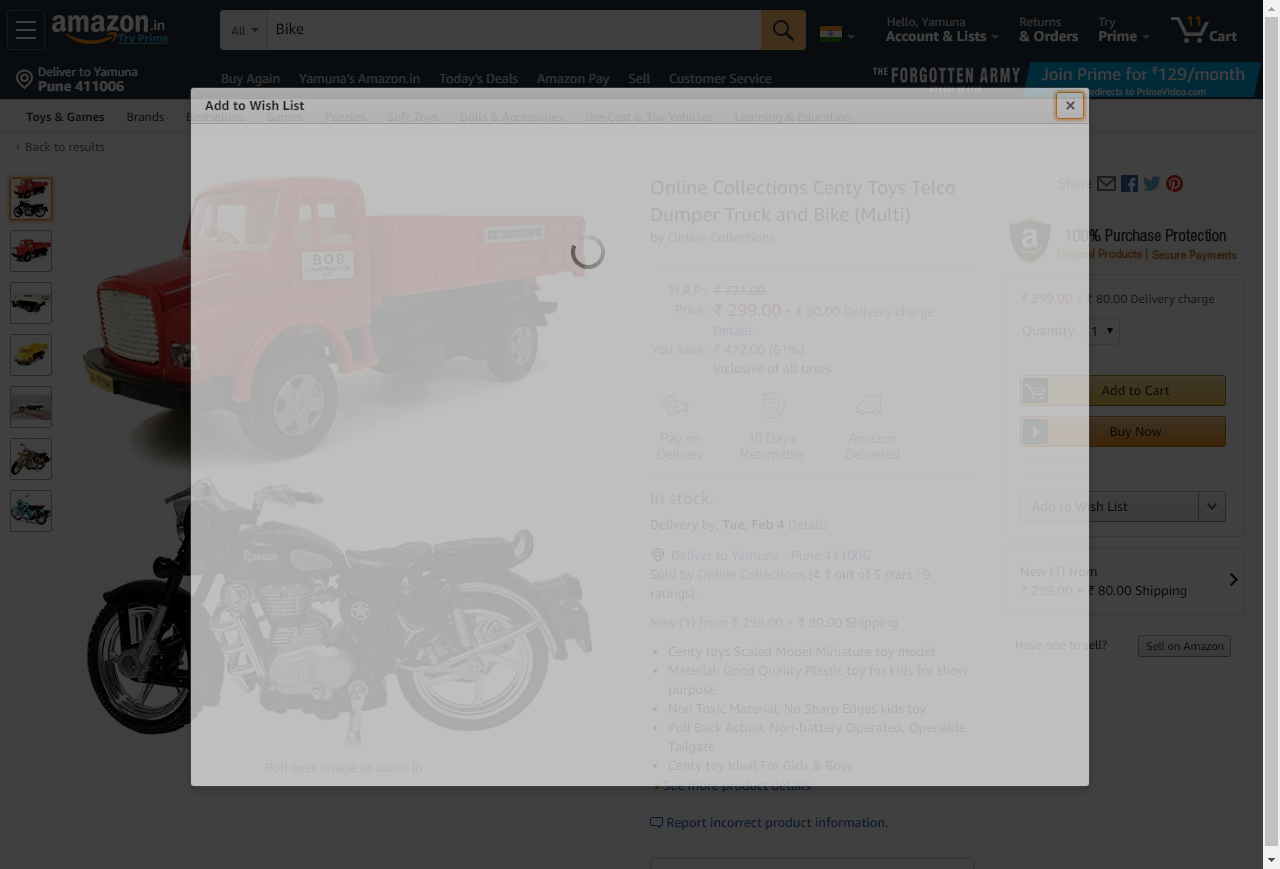 amazon.in
Try Prime
All
Bike
Hello, Yamuna
Account & Lists
Returns
& Orders
Try
Prime
11
Cart
Deliver to Yamuna
Pune 411006
Buy Again
Yamuna's Amazon.in
Today's Deals
Amazon Pay
Sell
Customer Service
THE FORGOTTEN ARMY
Join Prime for ₹129/month
redirects to PrimeVideo.com
Add to Wish List
Toys & Games
Brands
Bestsellers
Games
Puzzles
Soft Toys
Dolls & Accessories
Die-Cast & Toy Vehicles
Learning & Education
‹ Back to results
BOB
CONSTRUCTION
CO
Rugged
Roll over image to zoom in
Online Collections Centy Toys Telco
Dumper Truck and Bike (Multi)
by Online Collections
M.R.P.: ₹ 771.00
Price: ₹ 299.00 + ₹ 80.00 Delivery charge
Details
You Save: ₹ 472.00 (61%)
Inclusive of all taxes
Pay on
Delivery
10 Days
Returnable
Amazon
Delivered
In stock.
Delivery by: Tue, Feb 4 Details
Deliver to Yamuna - Pune 411006
Sold by Online Collections (4.1 out of 5 stars | 9
ratings).
New (1) from ₹ 299.00 + ₹ 80.00 Shipping
• Centy toys Scaled Model Miniature toy model
• Material: Good Quality Plastic toy for kids for show
purpose
• Non Toxic Material, No Sharp Edges kids toy
• Pull Back Action, Non-battery Operated, Openable
Tailgate
• Centy toy Ideal For Girls & Boys
› See more product details
Report incorrect product information.
Share
100% Purchase Protection
Original Products | Secure Payments
₹ 299.00 + ₹ 80.00 Delivery charge
Quantity: 1
Add to Cart
Buy Now
Add to Wish List
New (1) from
₹ 299.00 + ₹ 80.00 Shipping
Have one to sell?
Sell on Amazon